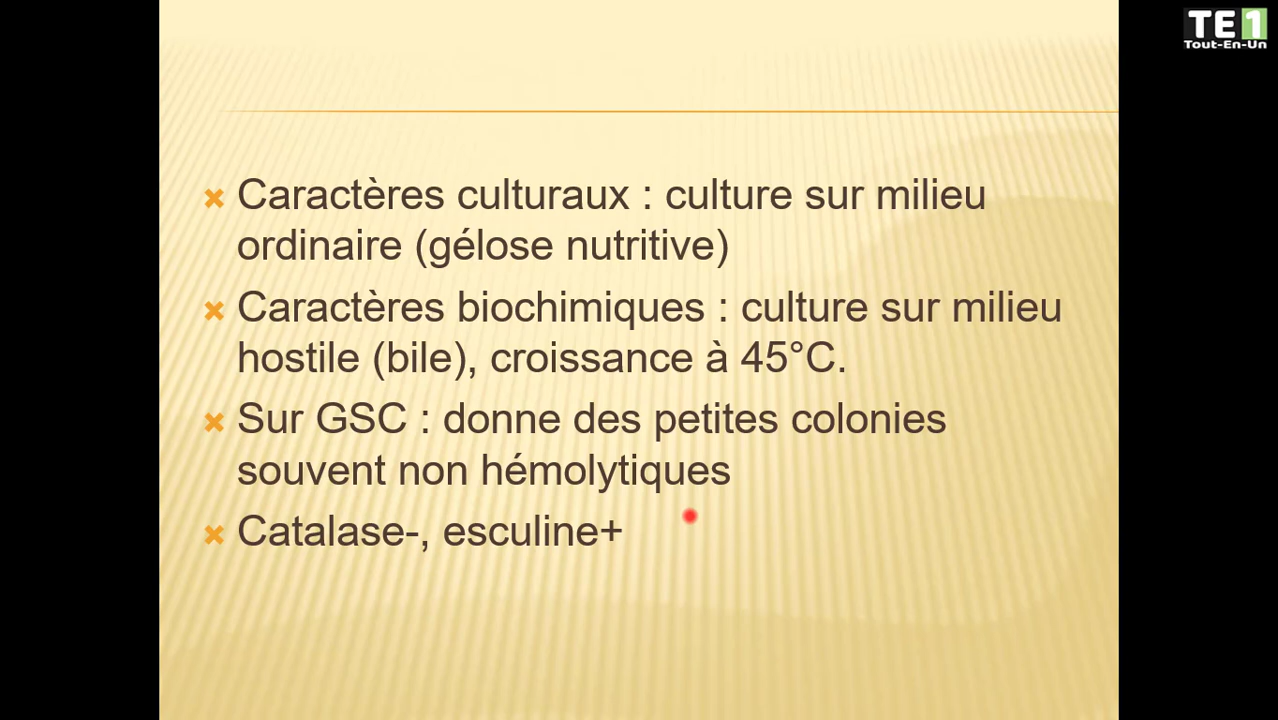 TE1
Tout-En-Un
Caractères culturaux : culture sur milieu
ordinaire (gélose nutritive)
Caractères biochimiques : culture sur milieu
hostile (bile), croissance à 45°C.
Sur GSC : donne des petites colonies
souvent non hémolytiques
Catalase-, esculine+